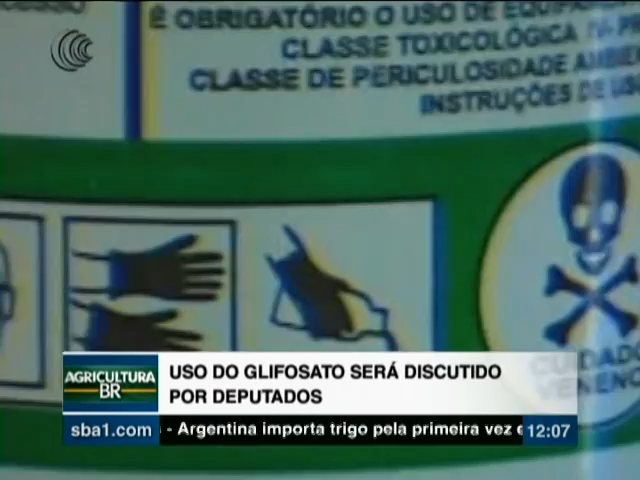 É OBRIGATÓRIO O USO DE
CLASSE TOXICOLÓGICA
CLASSE DE PERICULOSIDADE
INSTRUÇÕES DE
CUIDADO
VENENO
AGRICULTURA
BR
USO DO GLIFOSATO SERÁ DISCUTIDO
POR DEPUTADOS
sba1.com
- Argentina importa trigo pela primeira vez
12:07